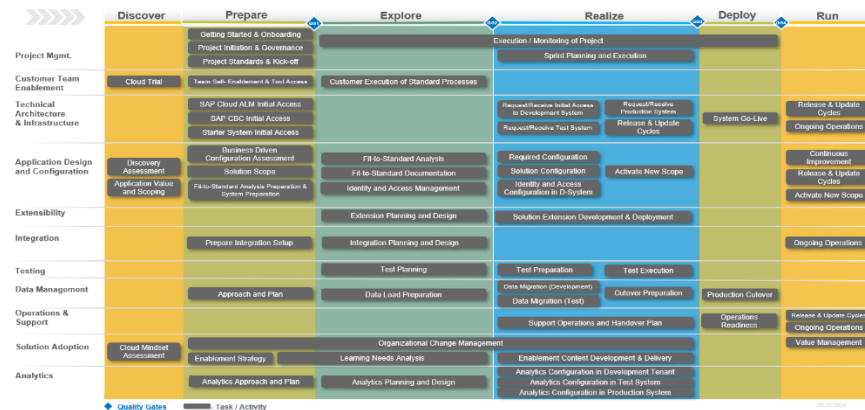 Discover
Prepare
Explore
Realize
Deploy
Run
Project Mgmt.
Getting Started & Onboarding
Project Initiation & Governance
Project Standards & Kick-off
Execution / Monitoring of Project
Sprint Planning and Execution
Customer Team
Enablement
Cloud Trial
Team Self- Enablement & Tool Access
Customer Execution of Standard Processes
Technical
Architecture
& Infrastructure
SAP Cloud ALM Initial Access
SAP CBC Initial Access
Starter System Initial Access
Request/Receive Initial Access
to Development System
Request/Receive Test System
Request/Receive
Production System
Release & Update
Cycles
System Go-Live
Release & Update
Cycles
Ongoing Operations
Application Design
and Configuration
Discovery
Assessment
Application Value
and Scoping
Business Driven
Configuration Assessment
Solution Scope
Fit-to-Standard Analysis Preparation &
System Preparation
Fit-to-Standard Analysis
Fit-to-Standard Documentation
Identity and Access Management
Required Configuration
Solution Configuration
Identity and Access
Configuration in D-System
Activate New Scope
Continuous
Improvement
Release & Update
Cycles
Activate New Scope
Extensibility
Extension Planning and Design
Solution Extension Development & Deployment
Integration
Prepare Integration Setup
Integration Planning and Design
Ongoing Operations
Testing
Test Planning
Test Preparation
Test Execution
Data Management
Approach and Plan
Data Load Preparation
Data Migration (Development)
Data Migration (Test)
Cutover Preparation
Production Cutover
Operations &
Support
Support Operations and Handover Plan
Operations
Readiness
Release & Update Cycles
Ongoing Operations
Solution Adoption
Cloud Mindset
Assessment
Organizational Change Management
Enablement Strategy
Learning Needs Analysis
Enablement Content Development & Delivery
Value Management
Analytics
Analytics Approach and Plan
Analytics Planning and Design
Analytics Configuration in Development Tenant
Analytics Configuration in Test System
Analytics Configuration in Production System
Quality Gates
Task / Activity